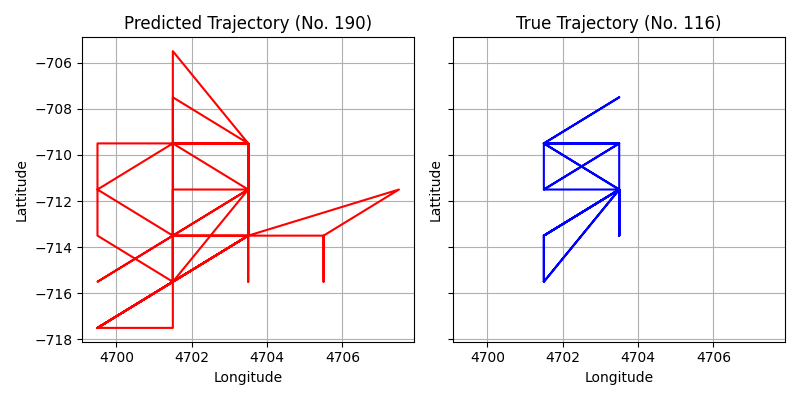 Predicted Trajectory (No. 190)
True Trajectory (No. 116)
−706
−708
−710
−712
−714
−716
−718
Lattitude
Lattitude
4700 4702 4704 4706
4700 4702 4704 4706
Longitude
Longitude